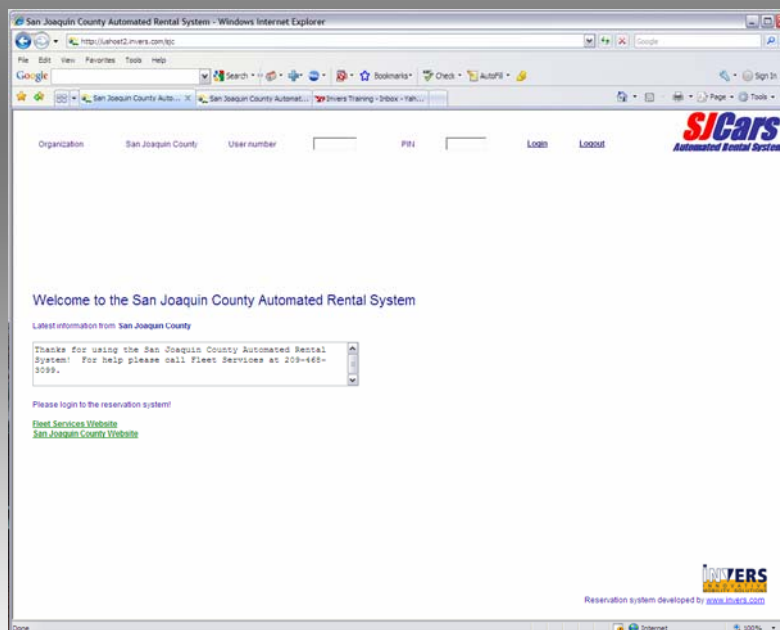 San Joaquin County Automated Rental System - Windows Internet Explorer
http://ushost2.invers.com/sjc
Google
File Edit View Favorites Tools Help
Google Search Bookmarks Check AutoFill Sign In
San Joaquin County Auto... San Joaquin County Automat... Invers Training - Inbox - Yah... Page Tools
SJCars
Automated Rental System
Organization San Joaquin County User number PIN Login Logout
Welcome to the San Joaquin County Automated Rental System
Latest information from San Joaquin County
Thanks for using the San Joaquin County Automated Rental
System! For help please call Fleet Services at 209-468-
3099.
Please login to the reservation system!
Fleet Services Website
San Joaquin County Website
INVERS
INNOVATIVE
MOBILITY SOLUTIONS
Reservation system developed by www.invers.com
Done Internet 100%